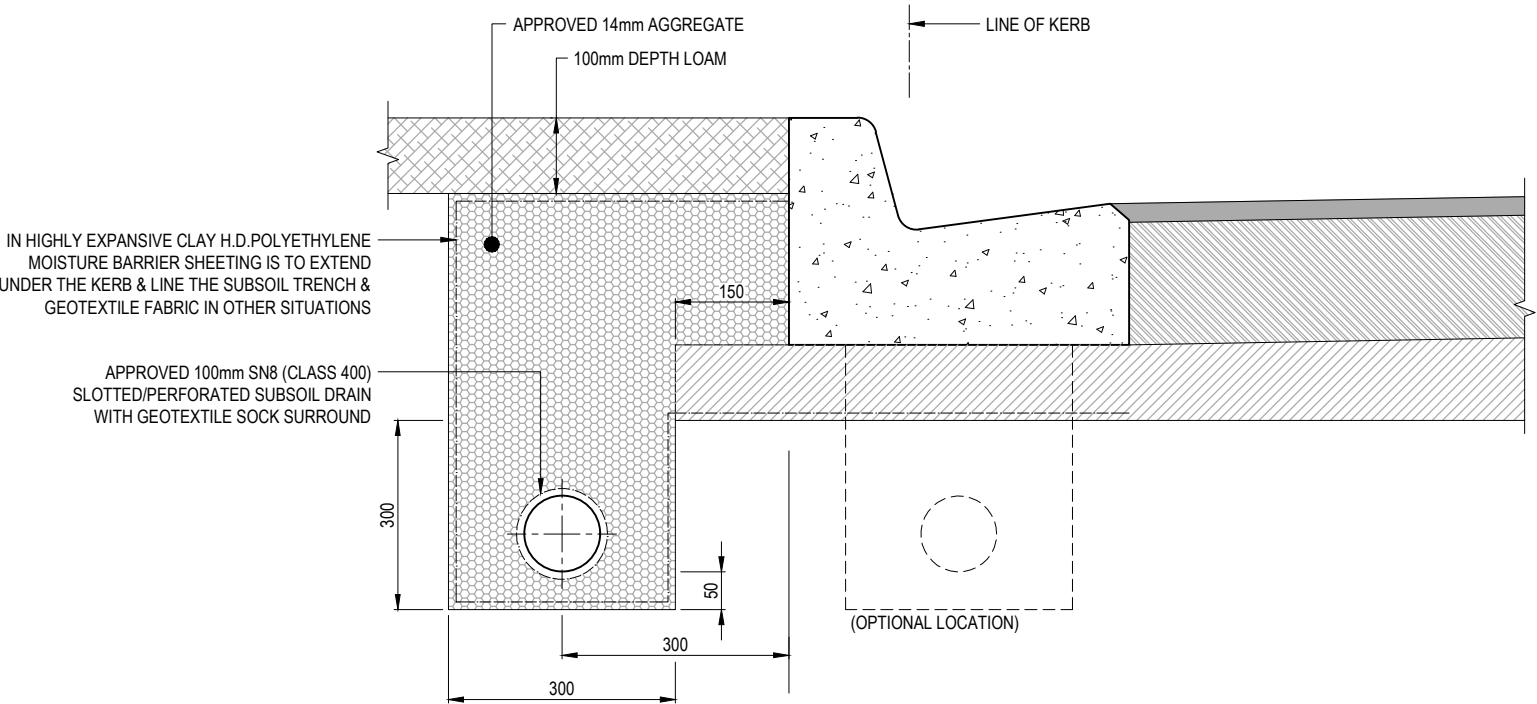 APPROVED 14mm AGGREGATE
LINE OF KERB
100mm DEPTH LOAM
IN HIGHLY EXPANSIVE CLAY H.D.POLYETHYLENE
MOISTURE BARRIER SHEETING IS TO EXTEND
UNDER THE KERB & LINE THE SUBSOIL TRENCH &
GEOTEXTILE FABRIC IN OTHER SITUATIONS
150
APPROVED 100mm SN8 (CLASS 400)
SLOTTED/PERFORATED SUBSOIL DRAIN
WITH GEOTEXTILE SOCK SURROUND
300
50
(OPTIONAL LOCATION)
300
300